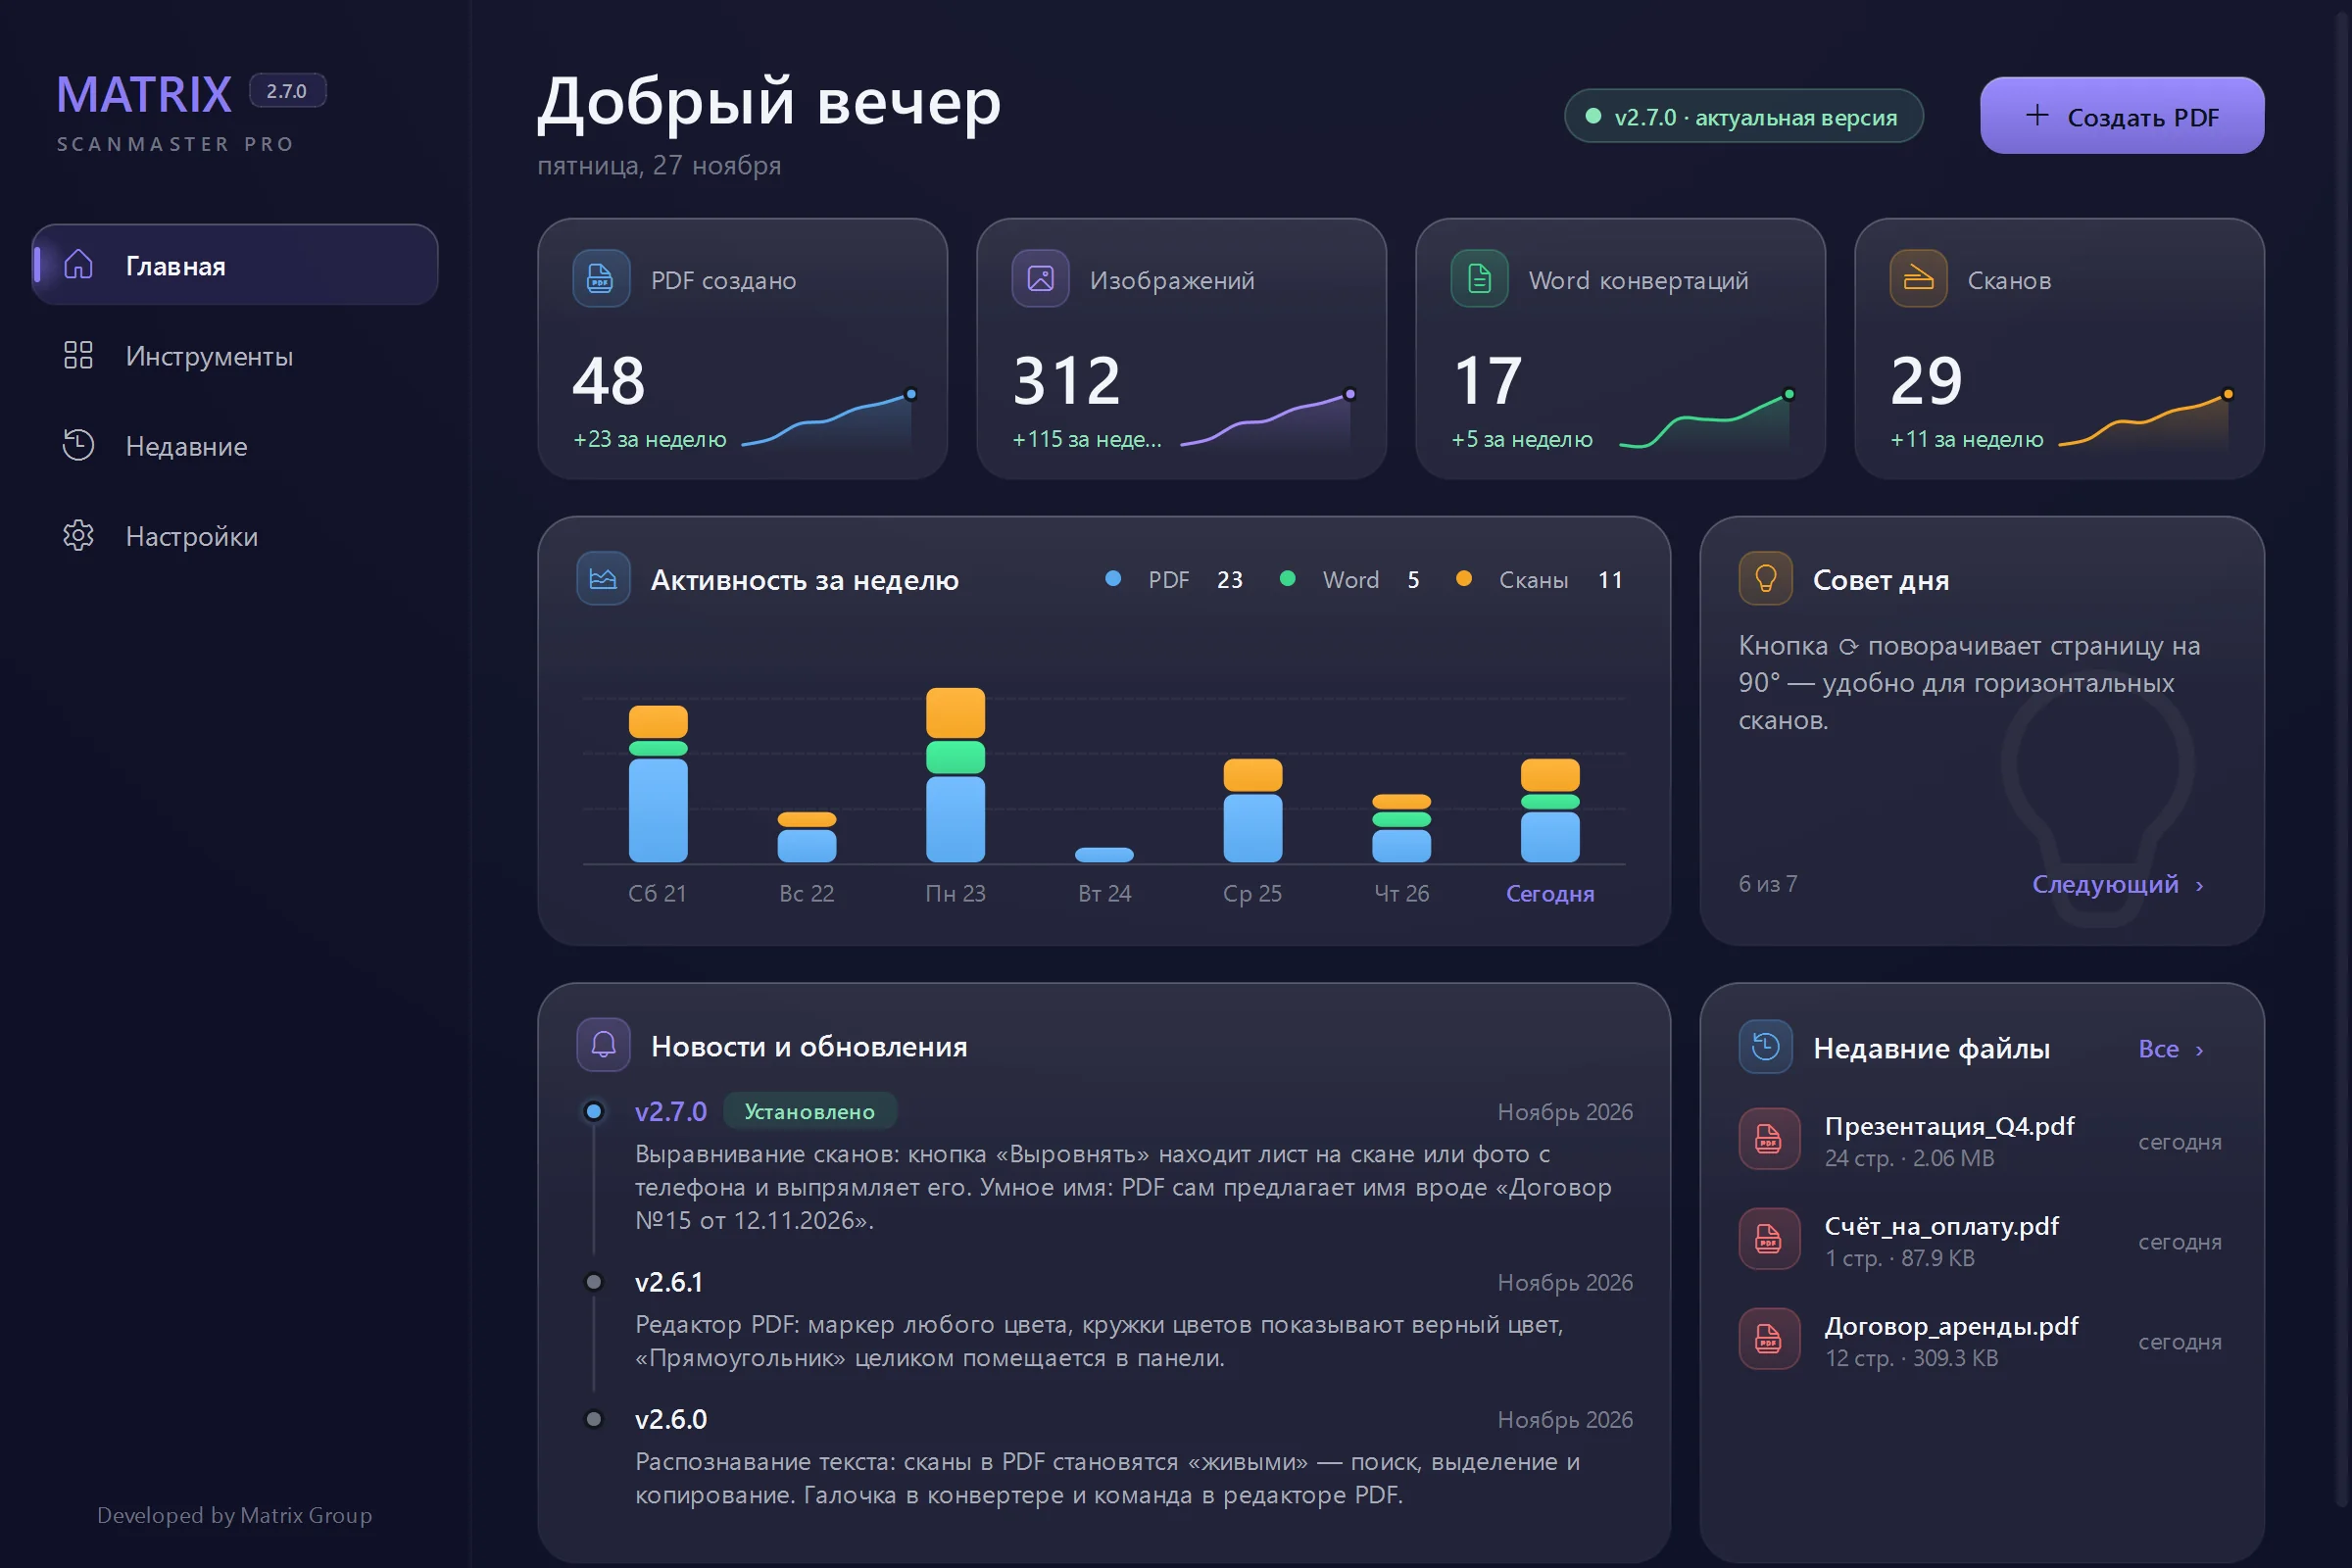 MATRIX 2.7.0
SCANMASTER PRO
Главная
Инструменты
Недавние
Настройки
Developed by Matrix Group
Добрый вечер
пятница, 27 ноября
v2.7.0 · актуальная версия
+ Создать PDF
PDF создано
48
+23 за неделю
Изображений
312
+115 за неде...
Word конвертаций
17
+5 за неделю
Сканов
29
+11 за неделю
Активность за неделю
PDF 23 Word 5 Сканы 11
Сб 21 Вс 22 Пн 23 Вт 24 Ср 25 Чт 26 Сегодня
Совет дня
Кнопка ⟳ поворачивает страницу на
90° — удобно для горизонтальных
сканов.
6 из 7 Следующий ›
Новости и обновления
v2.7.0 Установлено Ноябрь 2026
Выравнивание сканов: кнопка «Выровнять» находит лист на скане или фото с
телефона и выпрямляет его. Умное имя: PDF сам предлагает имя вроде «Договор
№15 от 12.11.2026».
v2.6.1 Ноябрь 2026
Редактор PDF: маркер любого цвета, кружки цветов показывают верный цвет,
«Прямоугольник» целиком помещается в панели.
v2.6.0 Ноябрь 2026
Распознавание текста: сканы в PDF становятся «живыми» — поиск, выделение и
копирование. Галочка в конвертере и команда в редакторе PDF.
Недавние файлы Все ›
Презентация_Q4.pdf
24 стр. · 2.06 MB
сегодня
Счёт_на_оплату.pdf
1 стр. · 87.9 KB
сегодня
Договор_аренды.pdf
12 стр. · 309.3 KB
сегодня